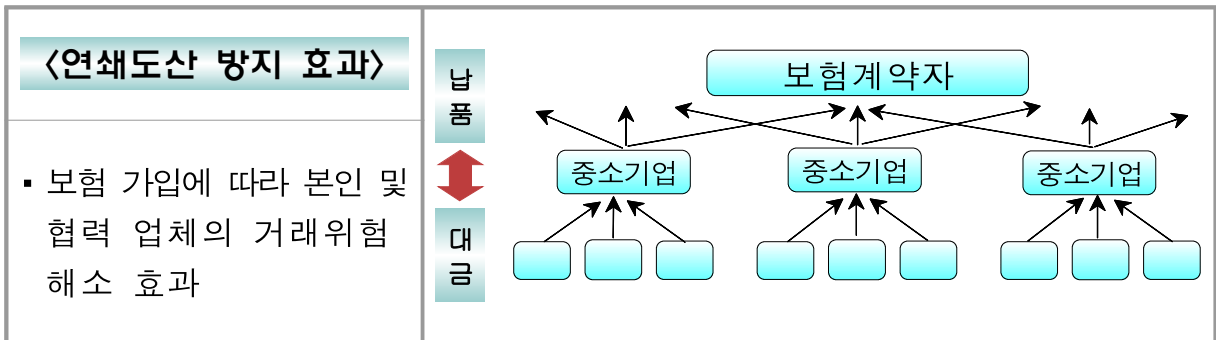 <연쇄도산 방지 효과>
▪ 보험 가입에 따라 본인 및
협력 업체의 거래위험
해소 효과
납
품
대
금
보험계약자
중소기업
중소기업
중소기업